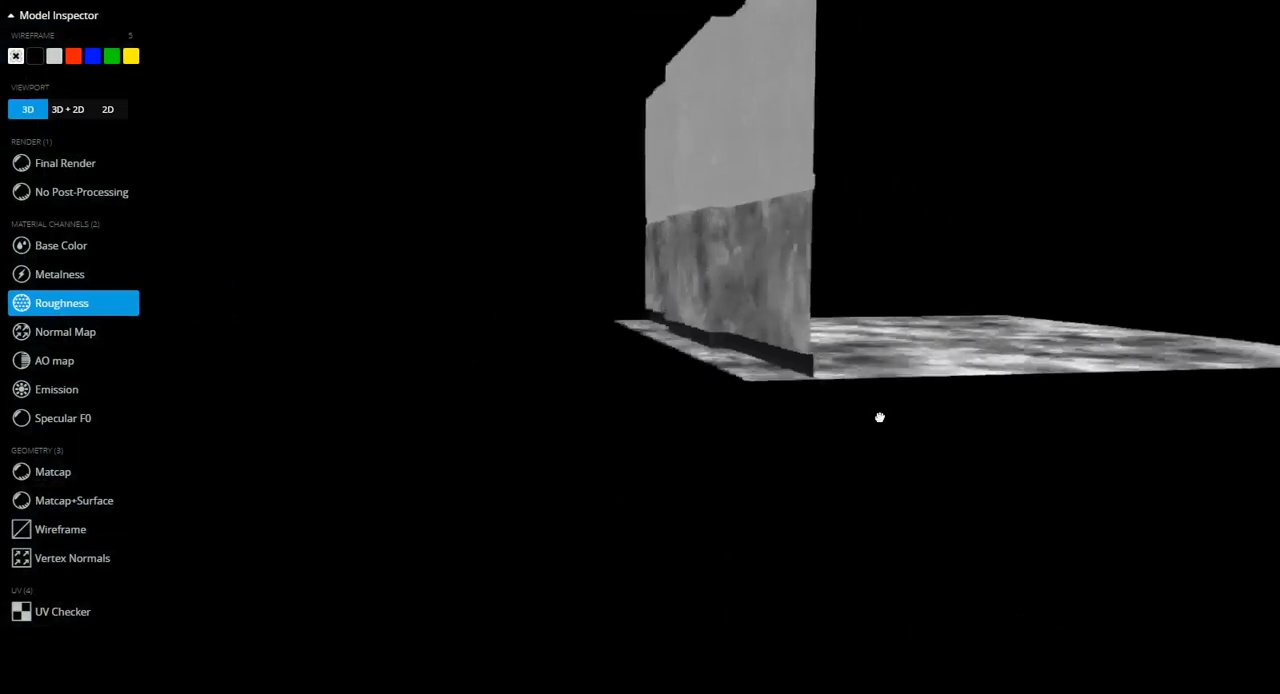 Model Inspector
WIREFRAME 5
VIEWPORT
3D 3D + 2D 2D
RENDER (1)
Final Render
No Post-Processing
MATERIAL CHANNELS (2)
Base Color
Metalness
Roughness
Normal Map
AO map
Emission
Specular F0
GEOMETRY (3)
Matcap
Matcap+Surface
Wireframe
Vertex Normals
UV (4)
UV Checker